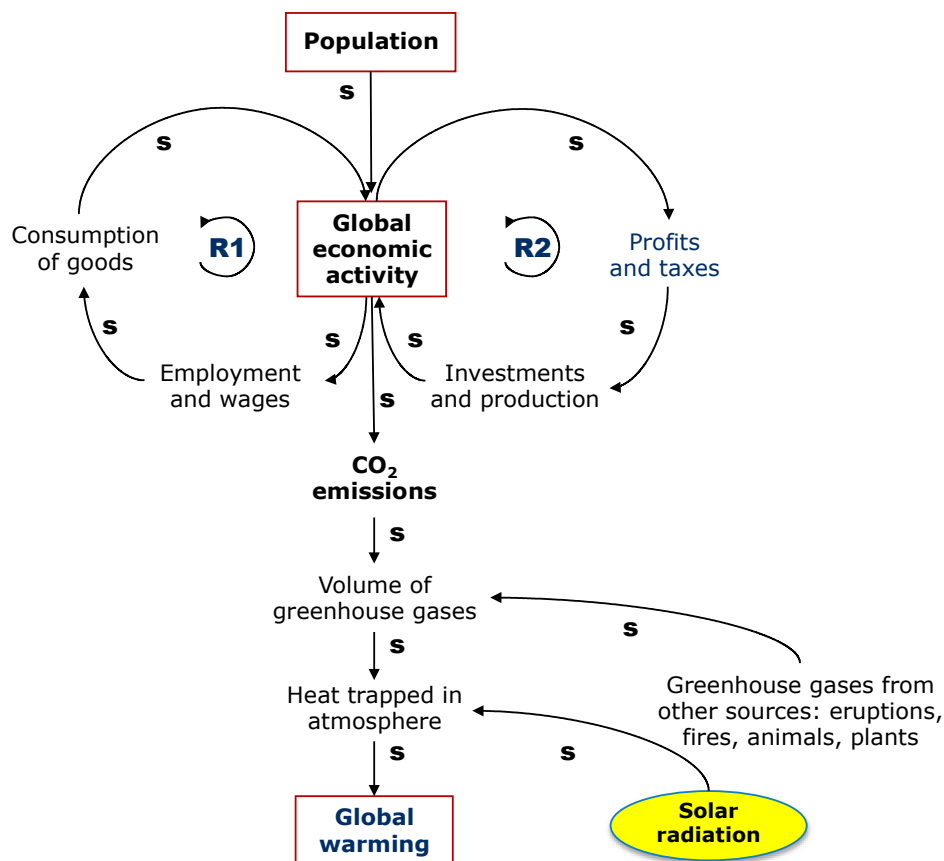 Population
s
s
s
Global
economic
activity
R1
R2
Consumption
of goods
Profits
and taxes
s
s
s
s
Employment
and wages
Investments
and production
s
CO₂
emissions
s
Volume of
greenhouse gases
s
s
Greenhouse gases from
other sources: eruptions,
fires, animals, plants
Heat trapped in
atmosphere
s
s
Solar
radiation
Global
warming